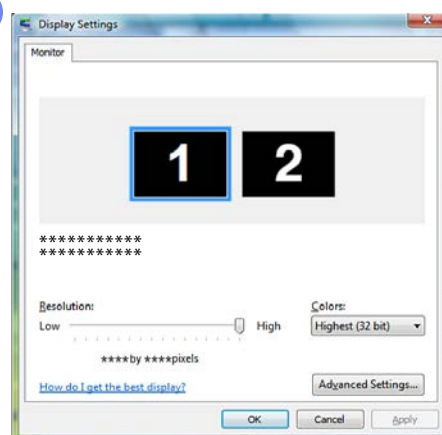 Display Settings
Monitor
1 2
***********
***********
Resolution: Colors:
Low High Highest (32 bit)
****by ****pixels
How do I get the best display? Advanced Settings...
OK Cancel Apply